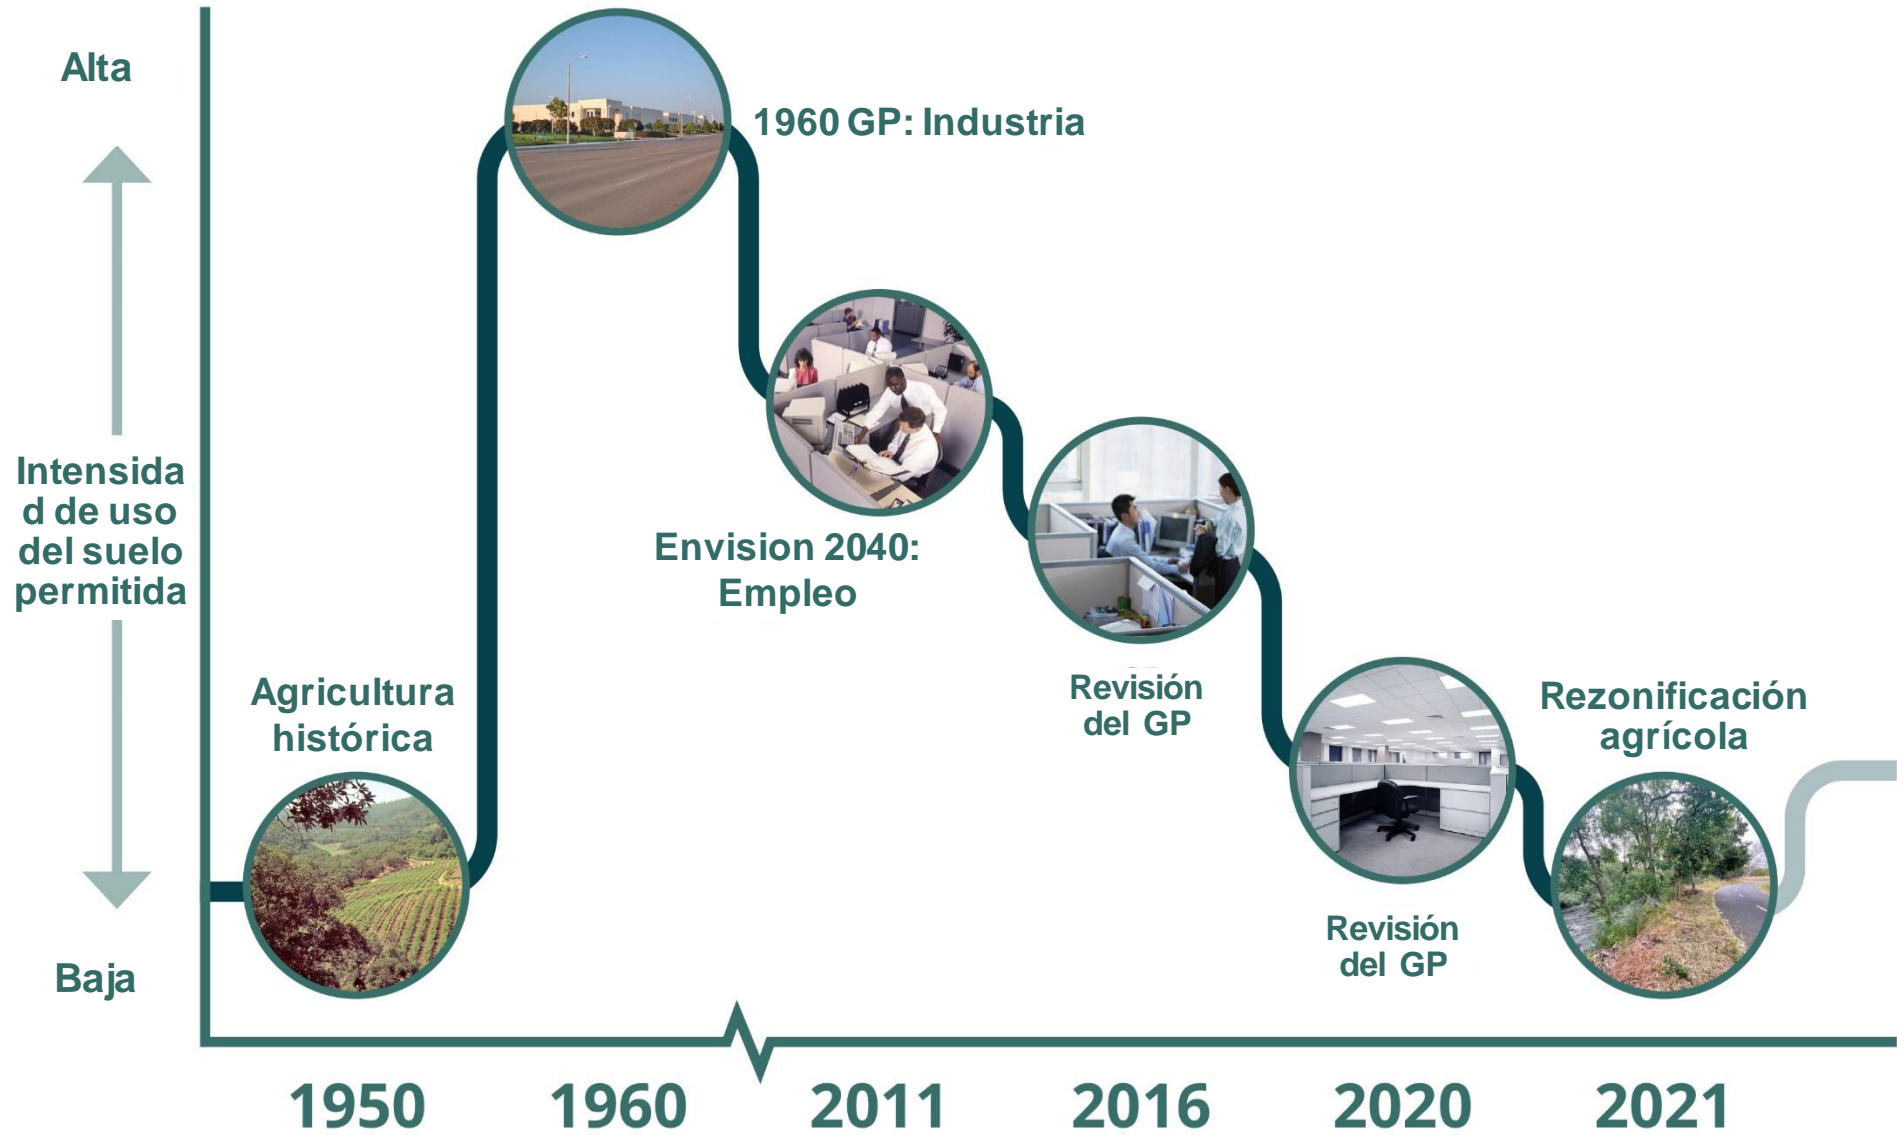 Alta
1960 GP: Industria
Intensida
d de uso
del suelo
permitida
Envision 2040:
Empleo
Agricultura
histórica
Revisión
del GP
Rezonificación
agrícola
Revisión
del GP
Baja
1950 1960 2011 2016 2020 2021